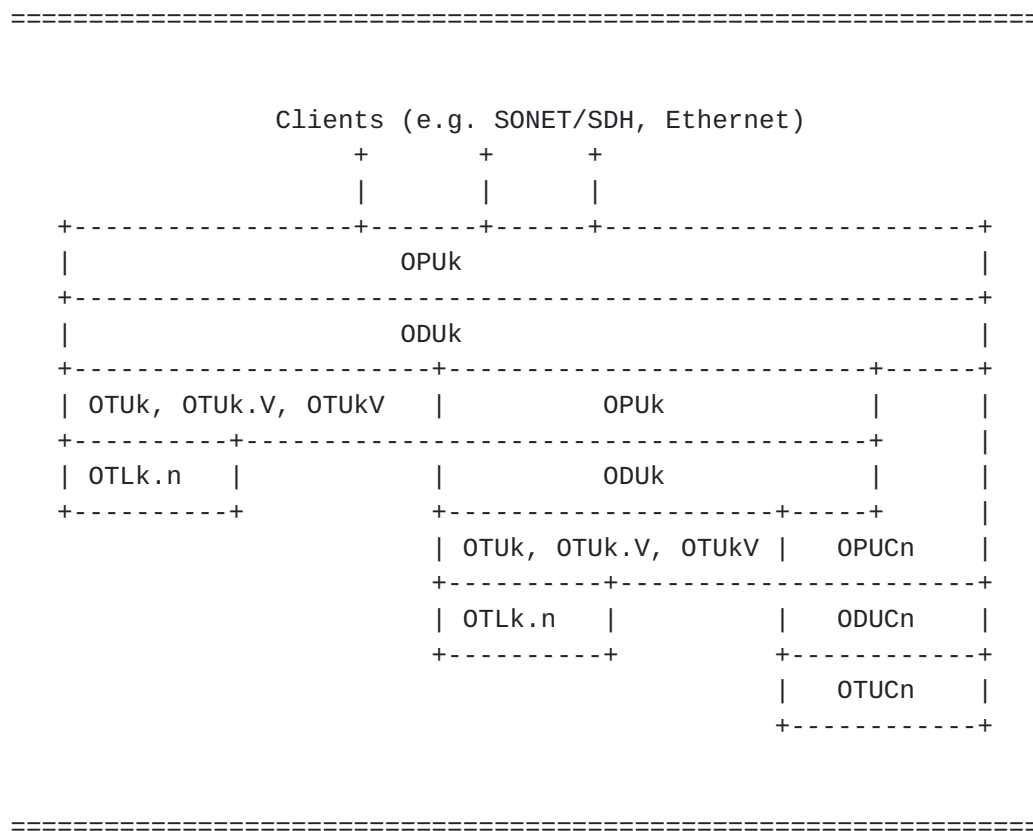 ==================================================================
Clients (e.g. SONET/SDH, Ethernet)
                      +       +      +
                      |       |      |
   +------------------+-------+------+------------------------+
   |                     OPUk                                 |
   +----------------------------------------------------------+
   |                     ODUk                                 |
   +-----------------------+---------------------------+------+
   | OTUk, OTUk.V, OTUkV   |          OPUk             |      |
   +----------+----------------------------------------+      |
   | OTLk.n   |            |          ODUk             |      |
   +----------+            +---------------------+-----+      |
                           | OTUk, OTUk.V, OTUkV |   OPUCn    |
                           +----------+-----------------------+
                           | OTLk.n   |          |   ODUCn    |
                           +----------+          +------------+
                                                 |   OTUCn    |
                                                 +------------+
==================================================================